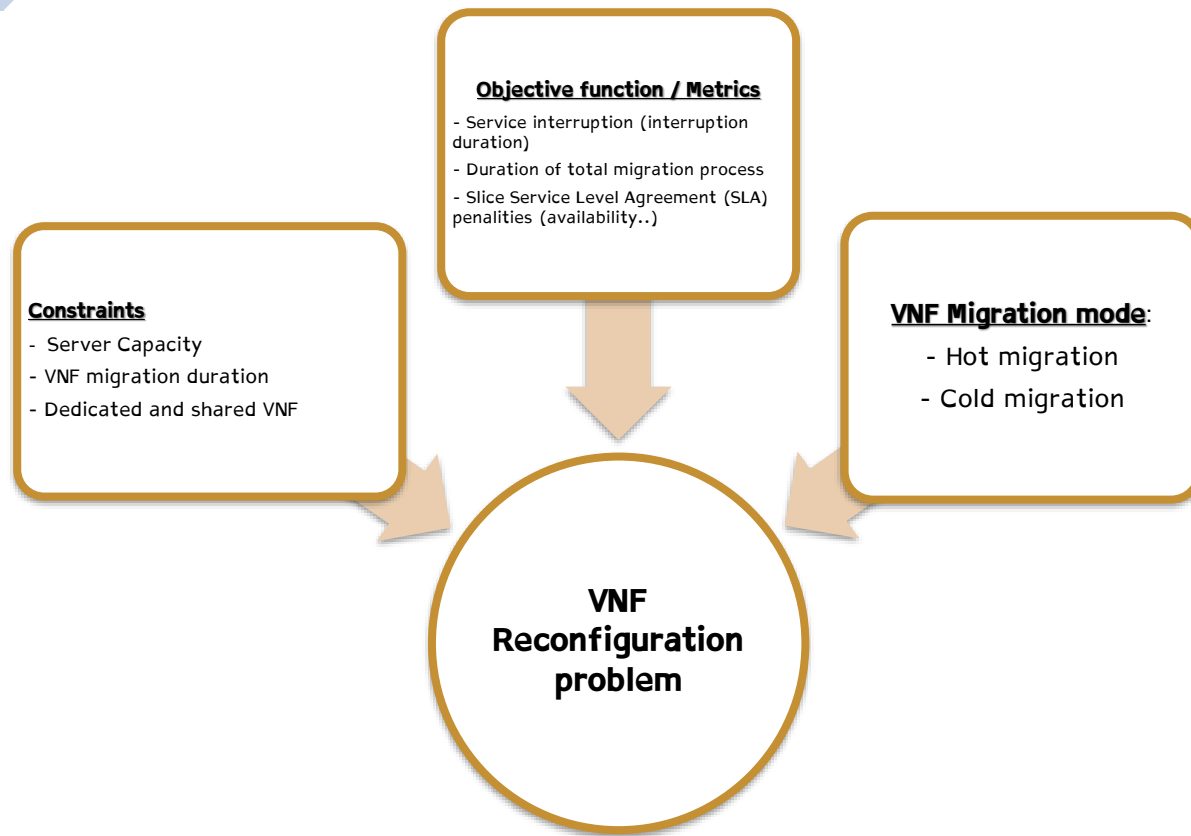 Objective function / Metrics
- Service interruption (interruption
duration)
- Duration of total migration process
- Slice Service Level Agreement (SLA)
penalities (availability..)
Constraints
- Server Capacity
- VNF migration duration
- Dedicated and shared VNF
VNF Migration mode:
- Hot migration
- Cold migration
VNF
Reconfiguration
problem